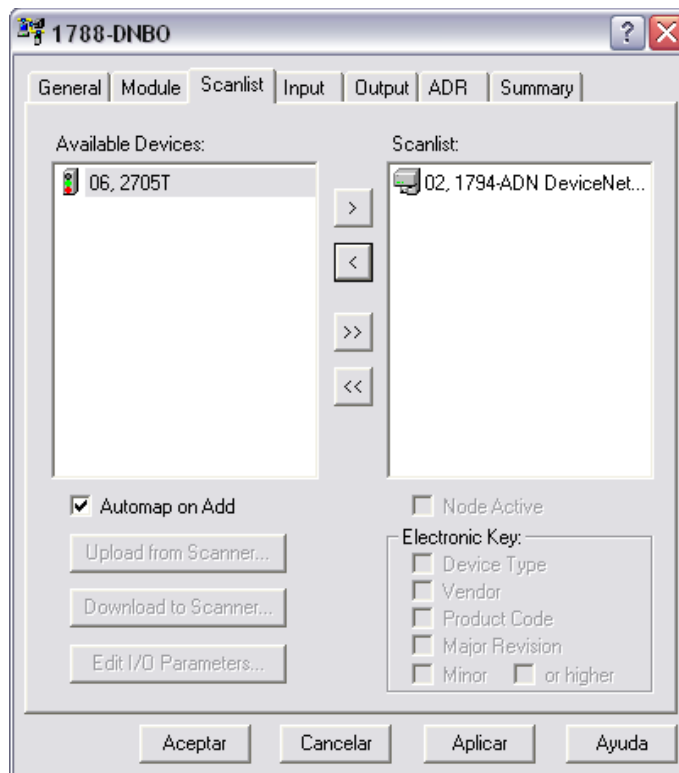 1788-DNBO
General Module Scanlist Input Output ADR Summary
Available Devices:
Scanlist:
06, 2705T
02, 1794-ADN DeviceNet...
>
<
>>
<<
Automap on Add
Node Active
Upload from Scanner...
Download to Scanner...
Edit I/O Parameters...
Electronic Key:
Device Type
Vendor
Product Code
Major Revision
Minor or higher
Aceptar Cancelar Aplicar Ayuda